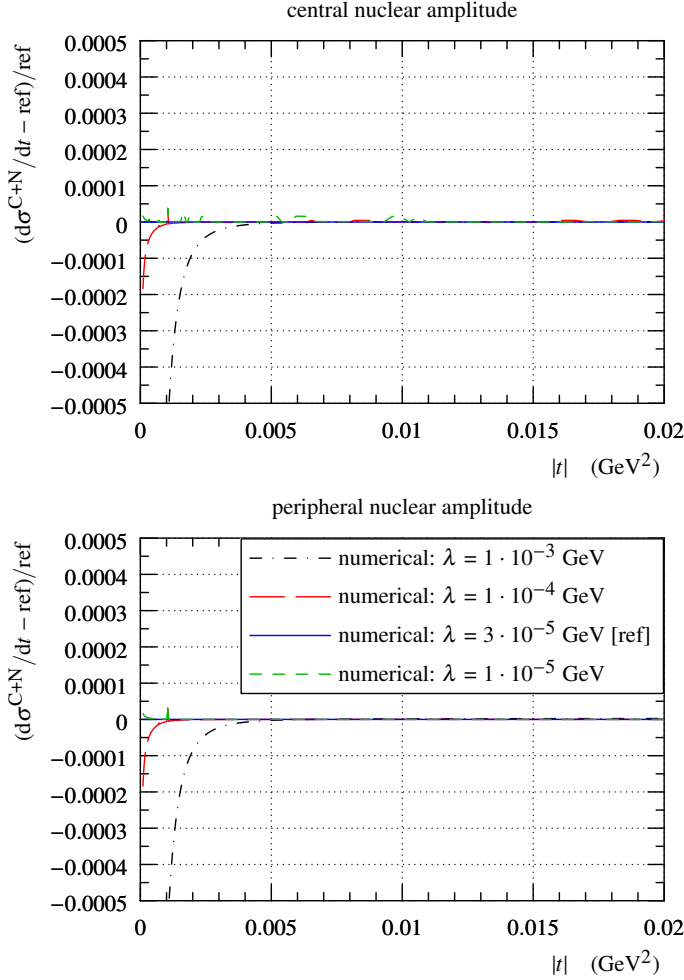 central nuclear amplitude
(dσ^C+N/dt − ref)/ref
0.0005
0.0004
0.0003
0.0002
0.0001
0
−0.0001
−0.0002
−0.0003
−0.0004
−0.0005
0 0.005 0.01 0.015 0.02
|t| (GeV²)
peripheral nuclear amplitude
(dσ^C+N/dt − ref)/ref
0.0005
0.0004
0.0003
0.0002
0.0001
0
−0.0001
−0.0002
−0.0003
−0.0004
−0.0005
numerical: λ = 1 · 10⁻³ GeV
numerical: λ = 1 · 10⁻⁴ GeV
numerical: λ = 3 · 10⁻⁵ GeV [ref]
numerical: λ = 1 · 10⁻⁵ GeV
0 0.005 0.01 0.015 0.02
|t| (GeV²)